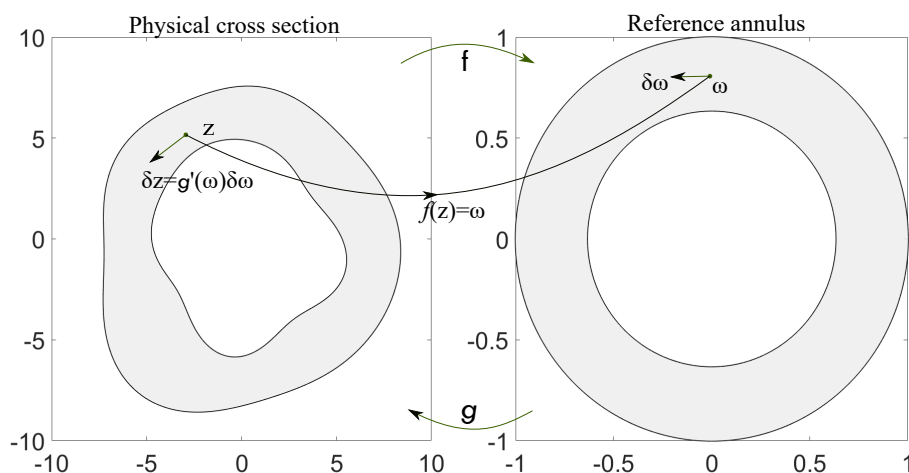 Physical cross section
Reference annulus
f
10
5
0
-5
-10
-10
-5
0
5
10
z
δz=g'(ω)δω
f(z)=ω
g
1
0.5
0
-0.5
-1
-1
-0.5
0
0.5
1
δω
ω